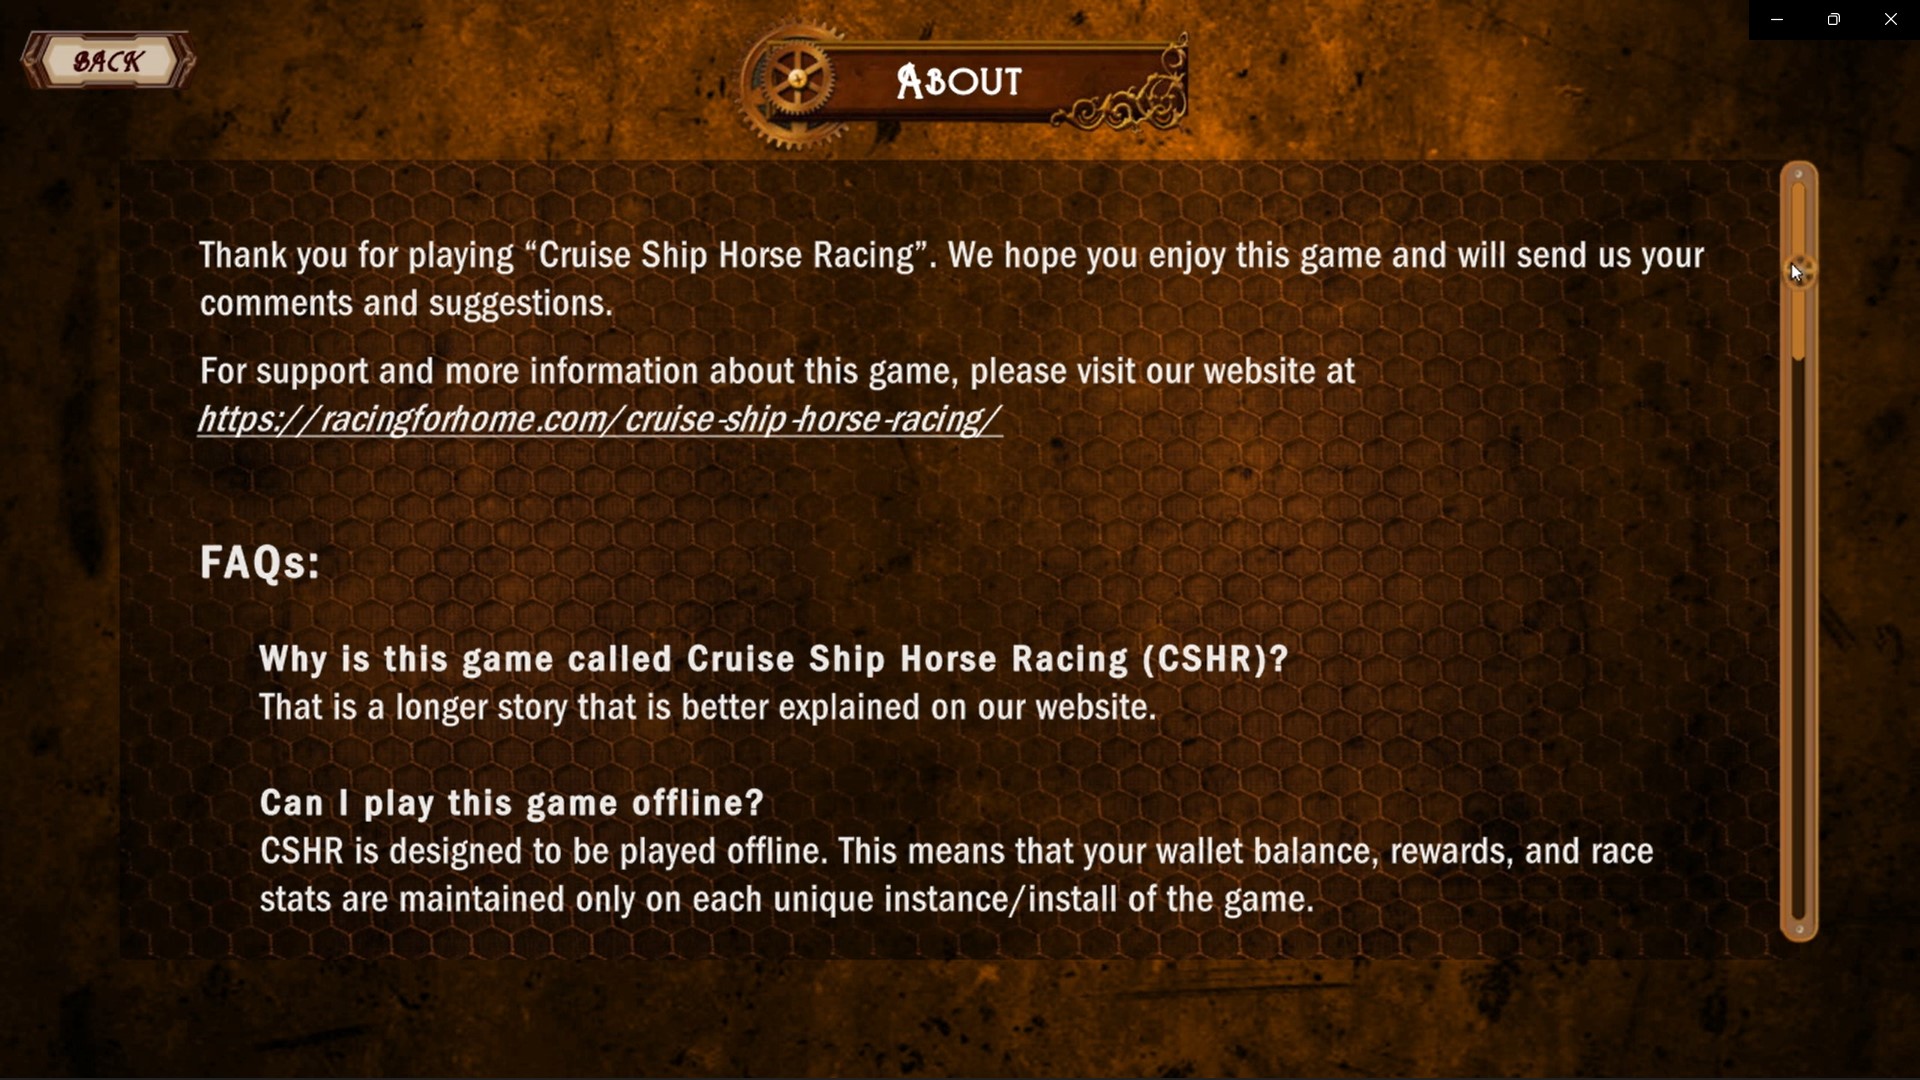 BACK
About
Thank you for playing “Cruise Ship Horse Racing”. We hope you enjoy this game and will send us your
comments and suggestions.
For support and more information about this game, please visit our website at
https://racingforhome.com/cruise-ship-horse-racing/
FAQs:
Why is this game called Cruise Ship Horse Racing (CSHR)?
That is a longer story that is better explained on our website.
Can I play this game offline?
CSHR is designed to be played offline. This means that your wallet balance, rewards, and race
stats are maintained only on each unique instance/install of the game.